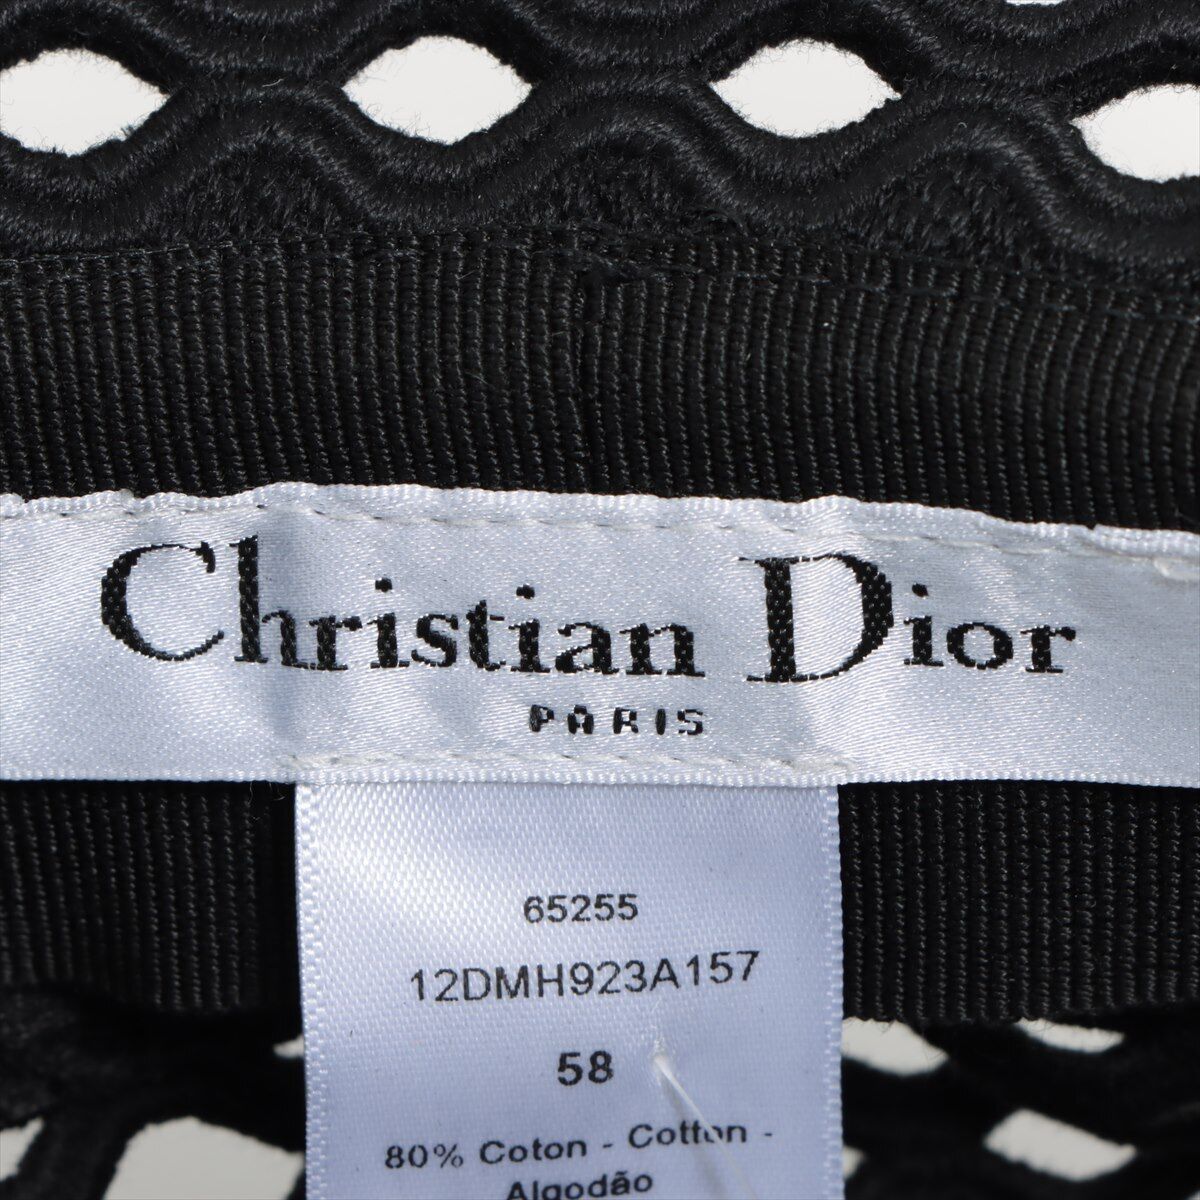 Christian Dior
PARIS
65255
12DMH923A157
58
80% Coton - Cotton -
Algodão